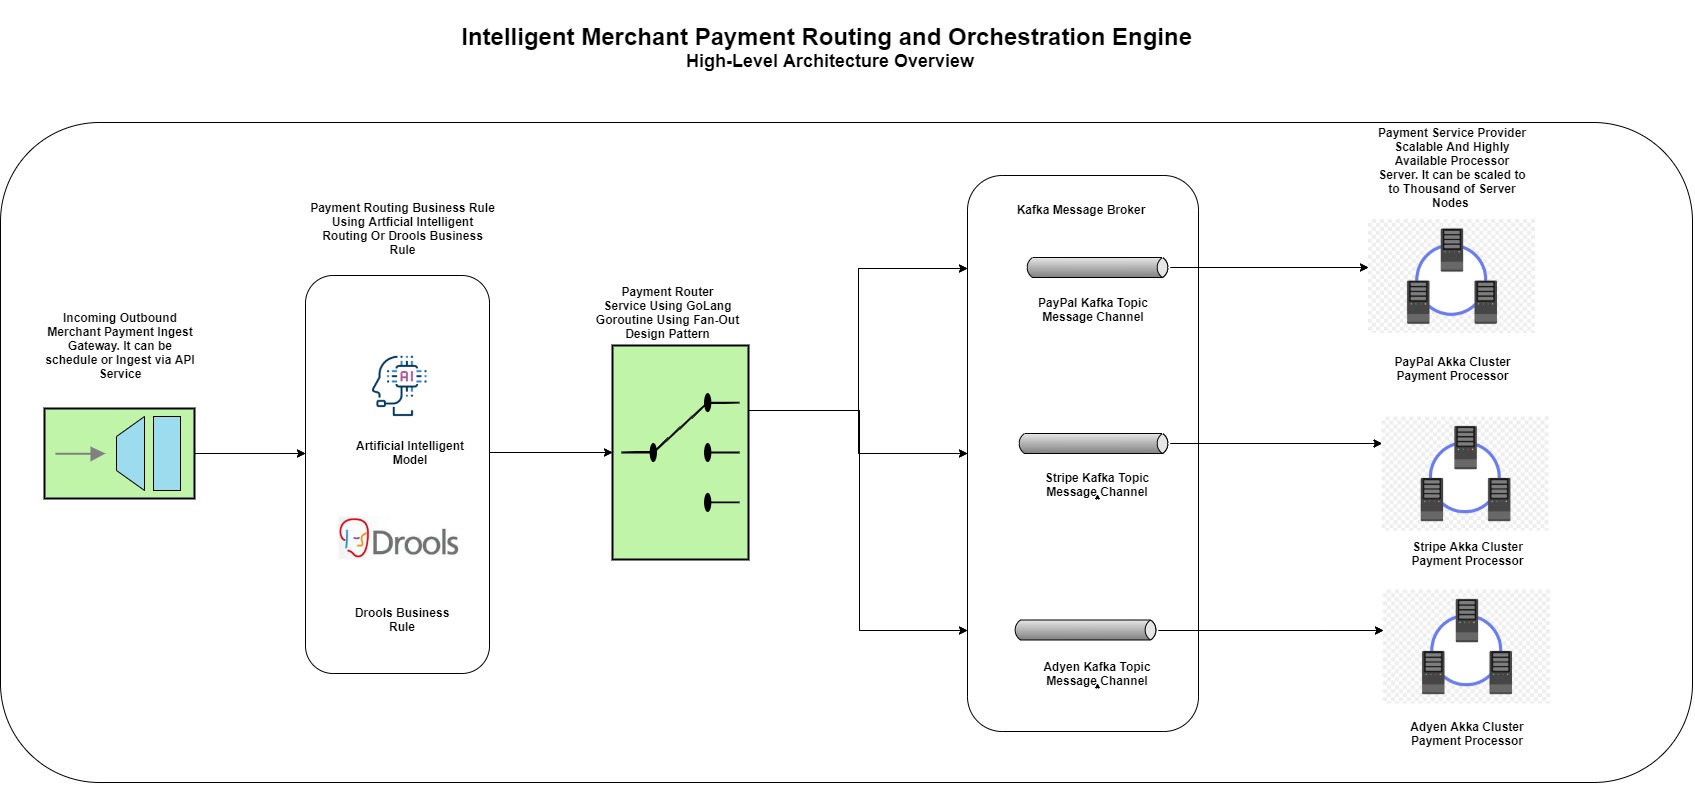 Intelligent Merchant Payment Routing and Orchestration Engine
High-Level Architecture Overview
Incoming Outbound
Merchant Payment Ingest
Gateway. It can be
schedule or Ingest via API
Service
Payment Routing Business Rule
Using Artficial Intelligent
Routing Or Drools Business
Rule
AI
Artificial Intelligent
Model
Drools
Drools Business
Rule
Payment Router
Service Using GoLang
Goroutine Using Fan-Out
Design Pattern
Kafka Message Broker
PayPal Kafka Topic
Message Channel
Stripe Kafka Topic
Message Channel
Adyen Kafka Topic
Message Channel
Payment Service Provider
Scalable And Highly
Available Processor
Server. It can be scaled to
to Thousand of Server
Nodes
PayPal Akka Cluster
Payment Processor
Stripe Akka Cluster
Payment Processor
Adyen Akka Cluster
Payment Processor